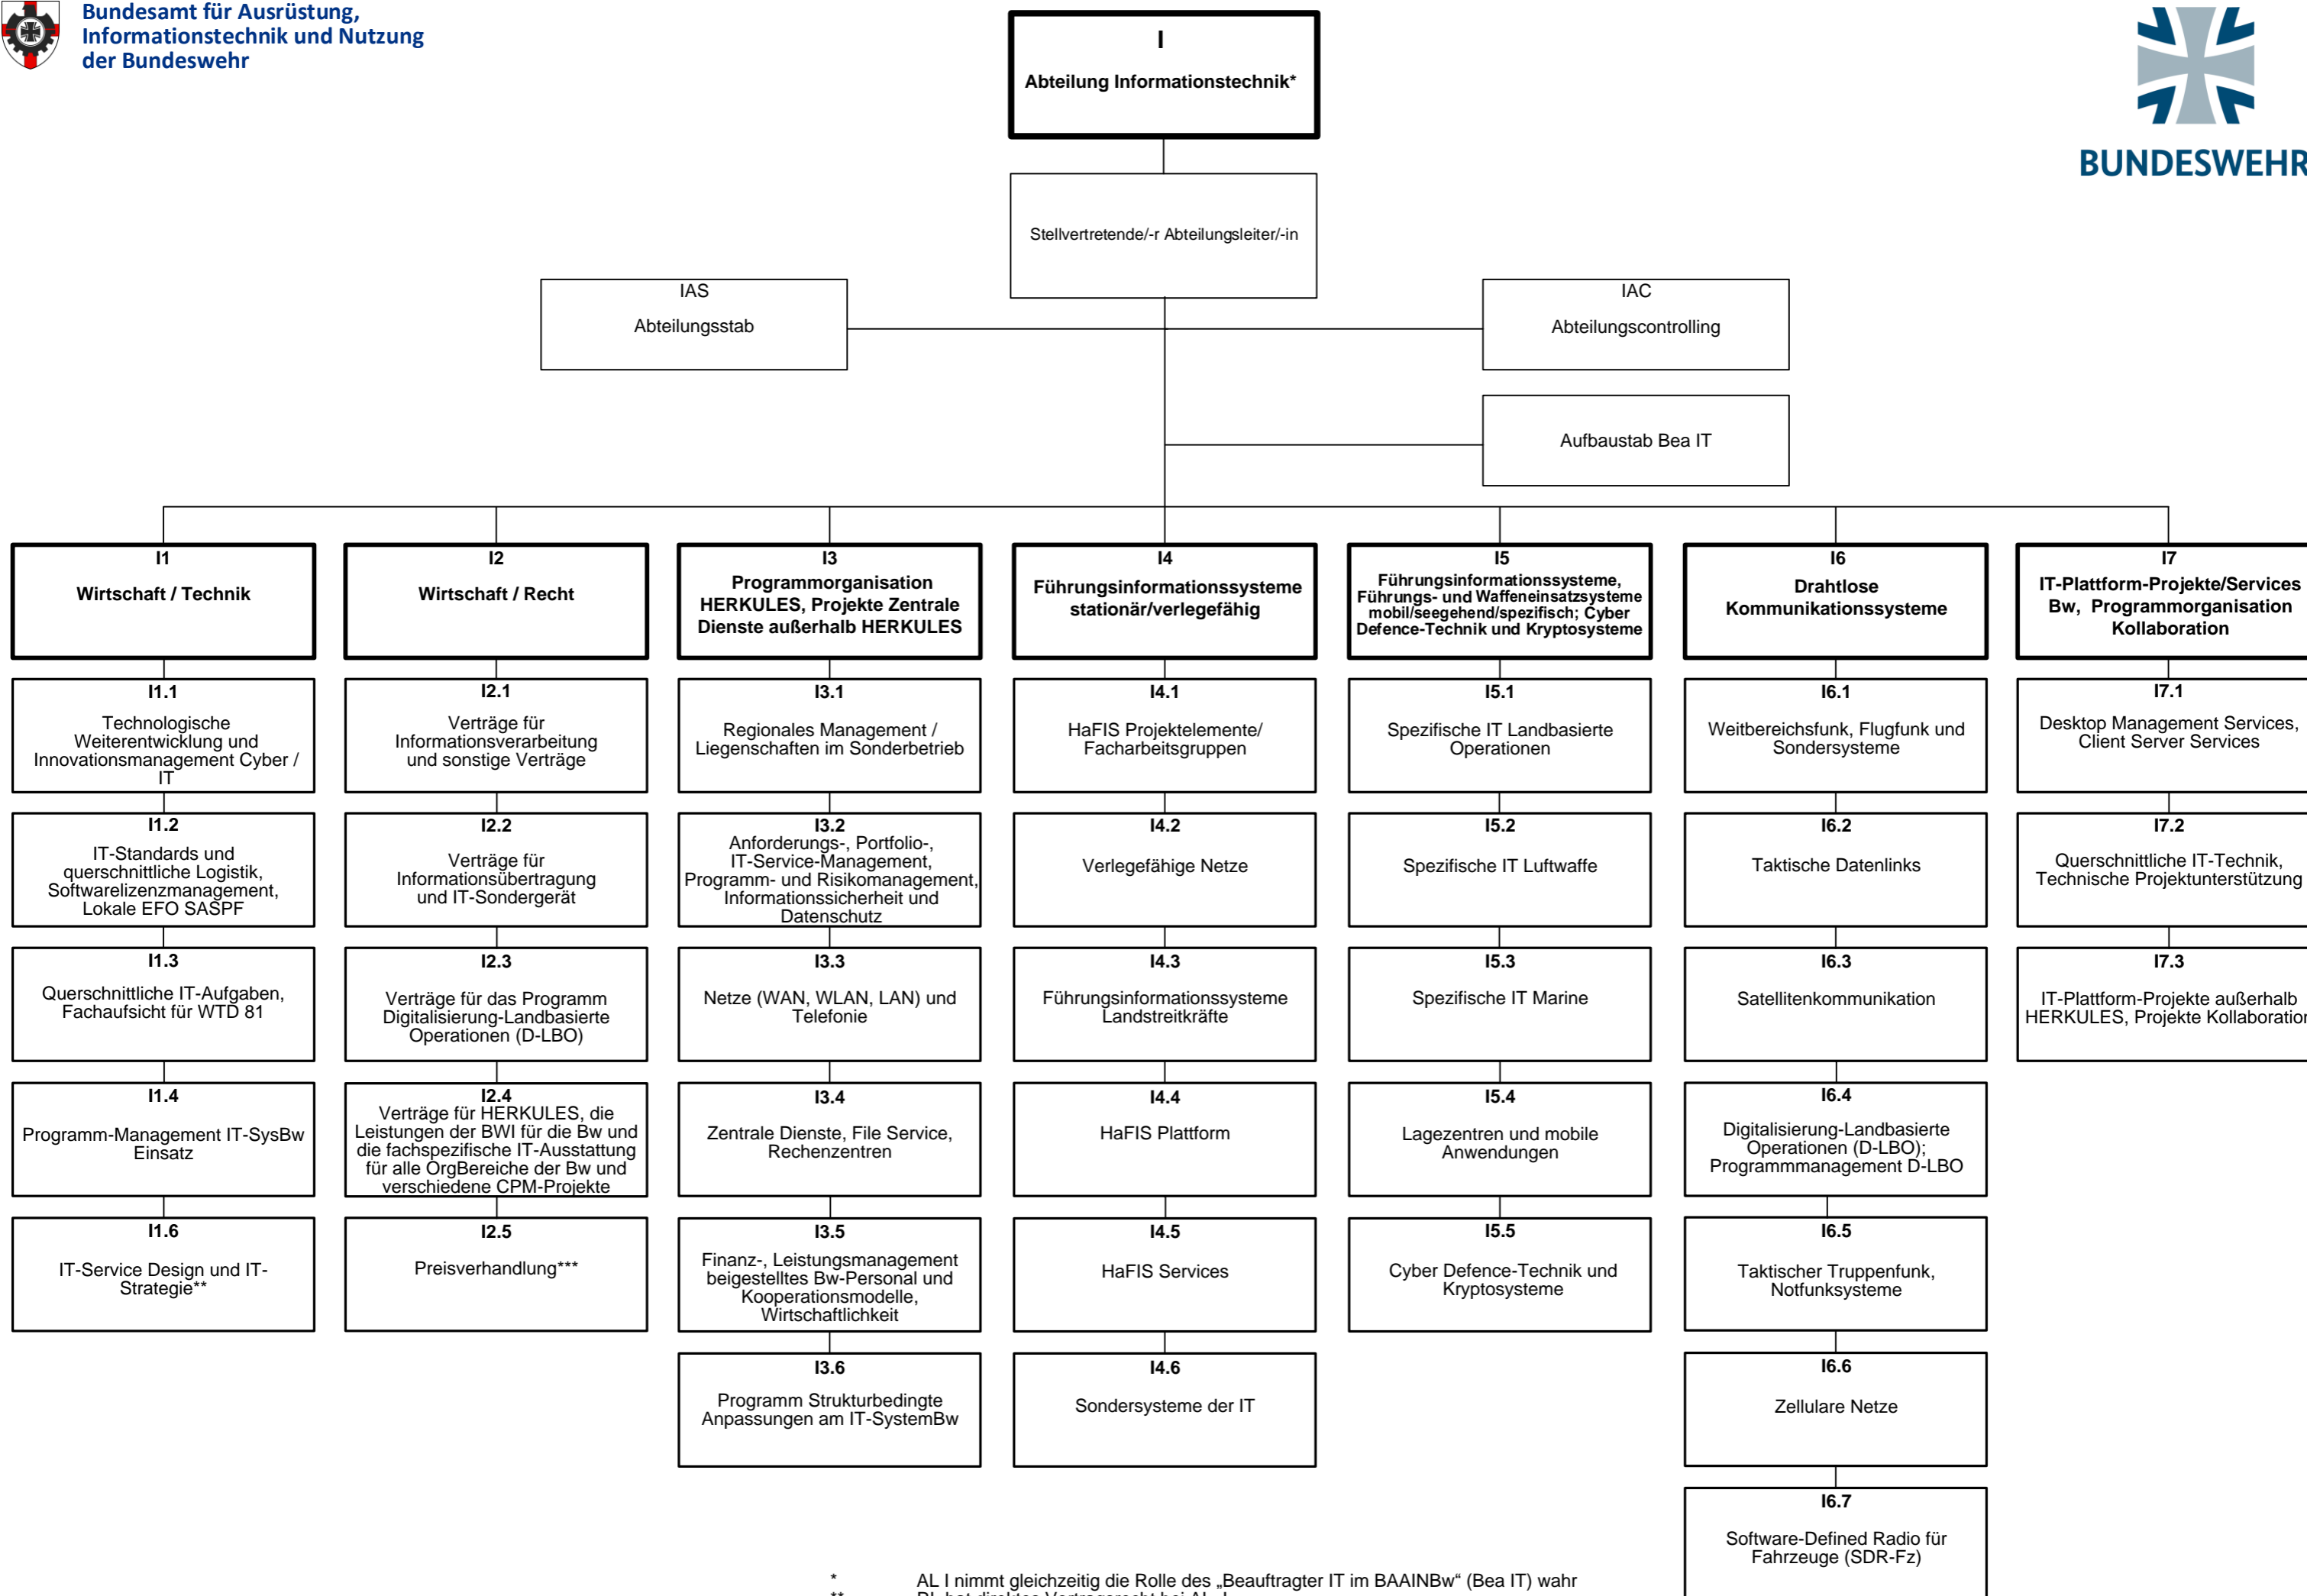 Bundesamt für Ausrüstung,
Informationstechnik und Nutzung
der Bundeswehr
BUNDESWEHR
I
Abteilung Informationstechnik*
Stellvertretende/-r Abteilungsleiter/-in
IAS
Abteilungsstab
IAC
Abteilungscontrolling
Aufbaustab Bea IT
I1
Wirtschaft / Technik
I1.1
Technologische
Weiterentwicklung und
Innovationsmanagement Cyber /
IT
I1.2
IT-Standards und
querschnittliche Logistik,
Softwarelizenzmanagement,
Lokale EFO SASPF
I1.3
Querschnittliche IT-Aufgaben,
Fachaufsicht für WTD 81
I1.4
Programm-Management IT-SysBw
Einsatz
I1.6
IT-Service Design und IT-
Strategie**
I2
Wirtschaft / Recht
I2.1
Verträge für
Informationsverarbeitung
und sonstige Verträge
I2.2
Verträge für
Informationsübertragung
und IT-Sondergerät
I2.3
Verträge für das Programm
Digitalisierung-Landbasierte
Operationen (D-LBO)
I2.4
Verträge für HERKULES, die
Leistungen der BWI für die Bw und
die fachspezifische IT-Ausstattung
für alle OrgBereiche der Bw und
verschiedene CPM-Projekte
I2.5
Preisverhandlung***
I3
Programmorganisation
HERKULES, Projekte Zentrale
Dienste außerhalb HERKULES
I3.1
Regionales Management /
Liegenschaften im Sonderbetrieb
I3.2
Anforderungs-, Portfolio-,
IT-Service-Management,
Programm- und Risikomanagement,
Informationssicherheit und
Datenschutz
I3.3
Netze (WAN, WLAN, LAN) und
Telefonie
I3.4
Zentrale Dienste, File Service,
Rechenzentren
I3.5
Finanz-, Leistungsmanagement
beigestelltes Bw-Personal und
Kooperationsmodelle,
Wirtschaftlichkeit
I3.6
Programm Strukturbedingte
Anpassungen am IT-SystemBw
I4
Führungsinformationssysteme
stationär/verlegefähig
I4.1
HaFIS Projektelemente/
Facharbeitsgruppen
I4.2
Verlegefähige Netze
I4.3
Führungsinformationssysteme
Landstreitkräfte
I4.4
HaFIS Plattform
I4.5
HaFIS Services
I4.6
Sondersysteme der IT
I5
Führungsinformationssysteme,
Führungs- und Waffeneinsatzsysteme
mobil/seegehend/spezifisch; Cyber
Defence-Technik und Kryptosysteme
I5.1
Spezifische IT Landbasierte
Operationen
I5.2
Spezifische IT Luftwaffe
I5.3
Spezifische IT Marine
I5.4
Lagezentren und mobile
Anwendungen
I5.5
Cyber Defence-Technik und
Kryptosysteme
I6
Drahtlose
Kommunikationssysteme
I6.1
Weitbereichsfunk, Flugfunk und
Sondersysteme
I6.2
Taktische Datenlinks
I6.3
Satellitenkommunikation
I6.4
Digitalisierung-Landbasierte
Operationen (D-LBO);
Programmmanagement D-LBO
I6.5
Taktischer Truppenfunk,
Notfunksysteme
I6.6
Zellulare Netze
I6.7
Software-Defined Radio für
Fahrzeuge (SDR-Fz)
I7
IT-Plattform-Projekte/Services
Bw, Programmorganisation
Kollaboration
I7.1
Desktop Management Services,
Client Server Services
I7.2
Querschnittliche IT-Technik,
Technische Projektunterstützung
I7.3
IT-Plattform-Projekte außerhalb
HERKULES, Projekte Kollaboration
* AL I nimmt gleichzeitig die Rolle des „Beauftragter IT im BAAINBw“ (Bea IT) wahr